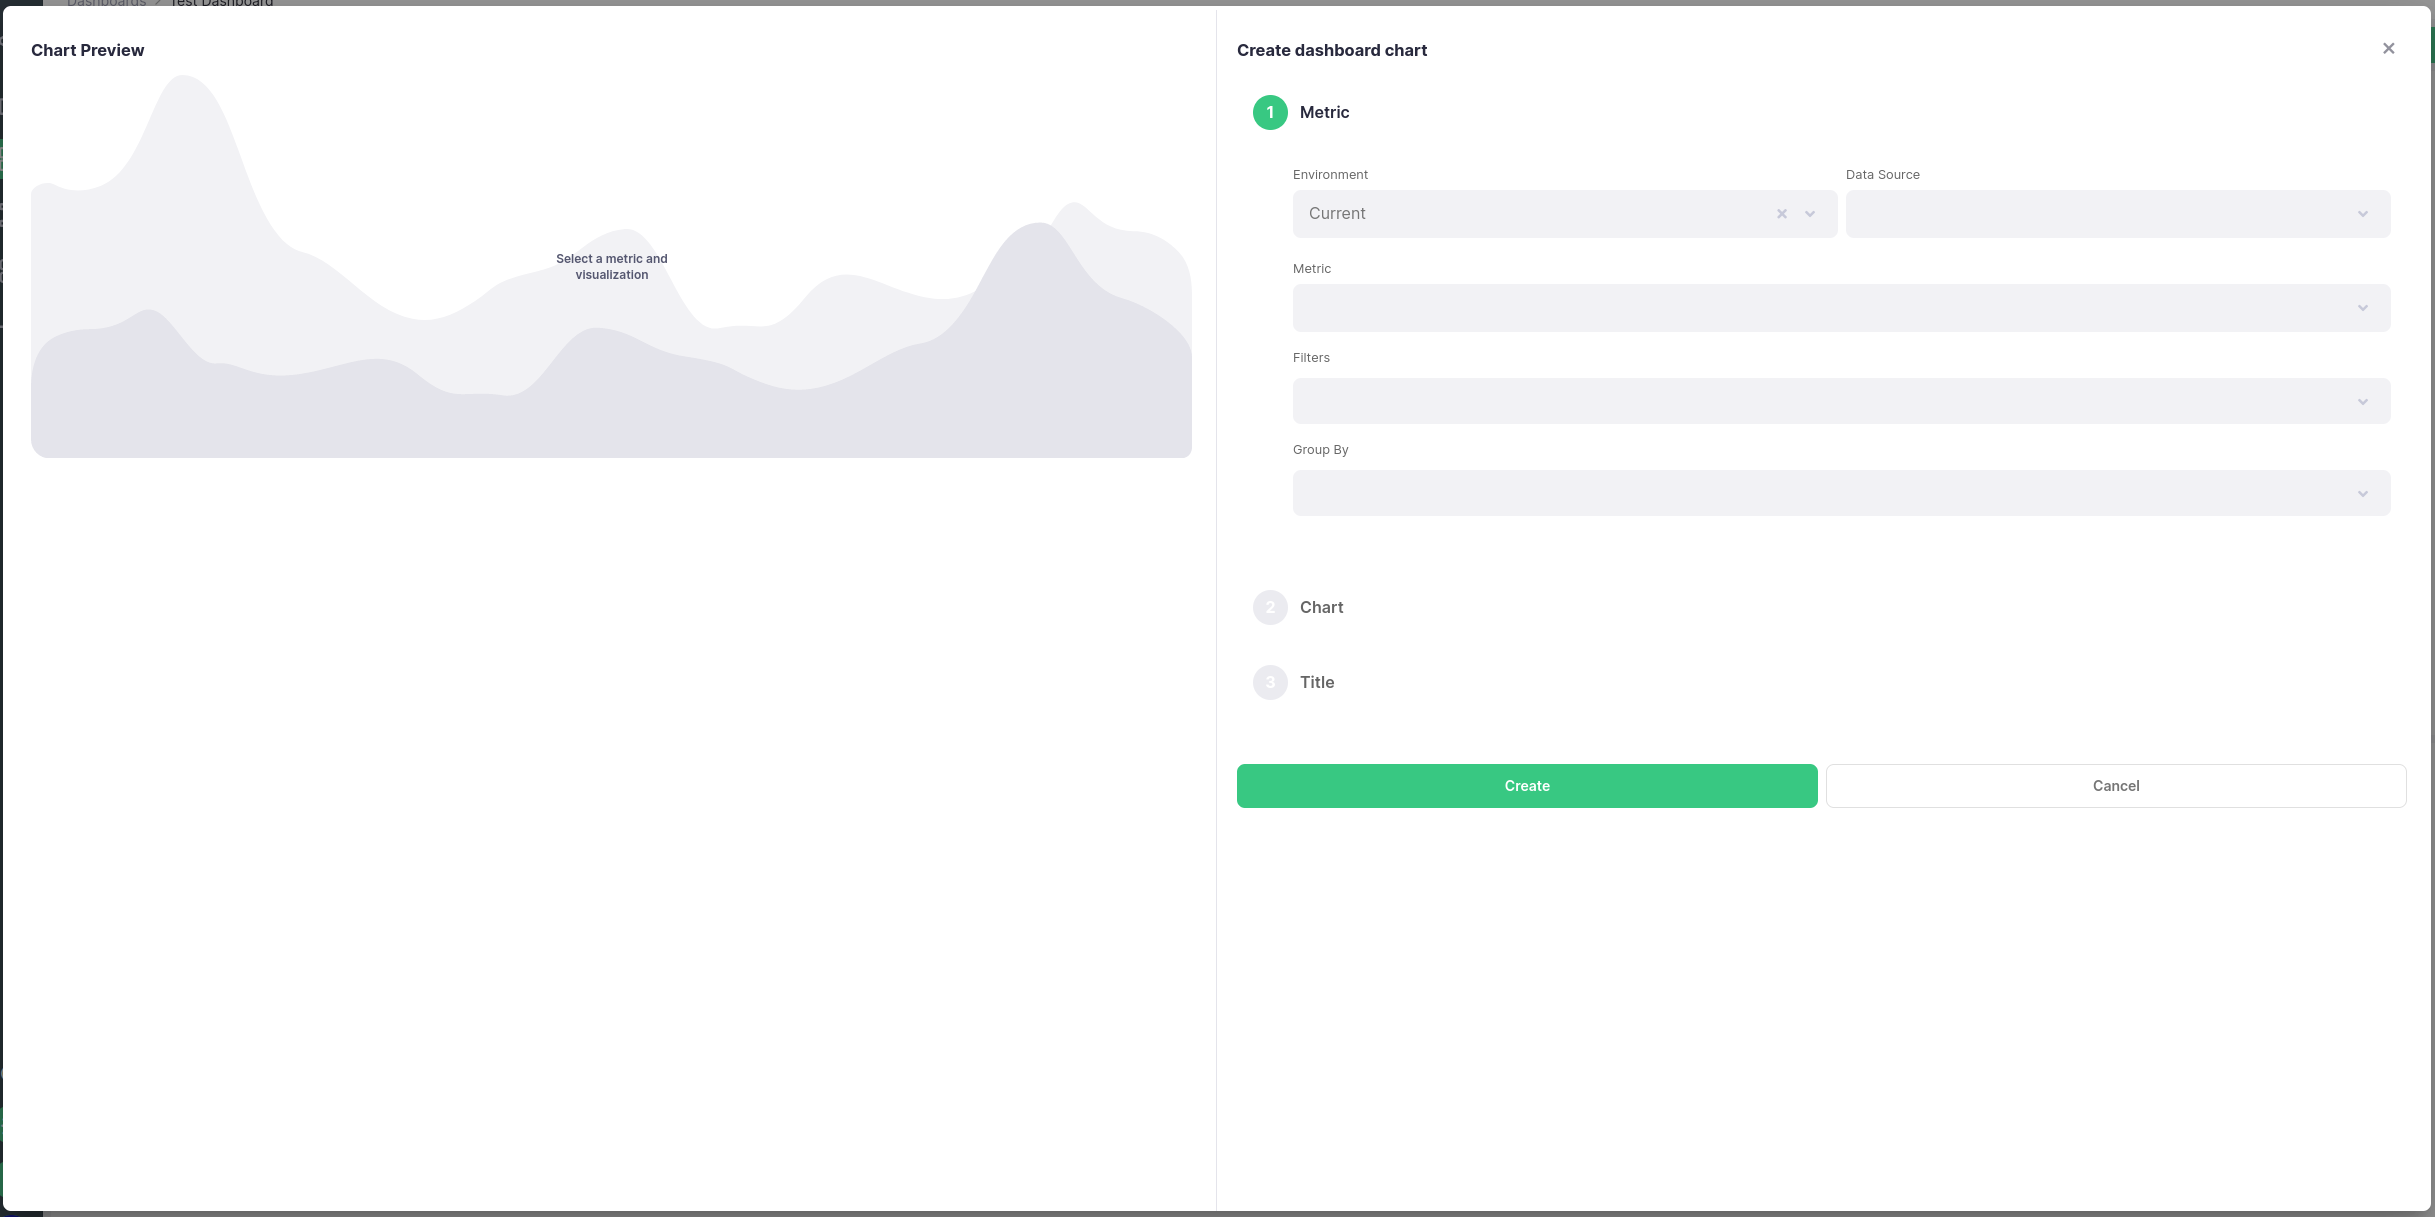 Dashboards > Test Dashboard
Chart Preview
Select a metric and
visualization
Create dashboard chart
1 Metric
Environment
Current
Data Source
Metric
Filters
Group By
2 Chart
3 Title
Create
Cancel